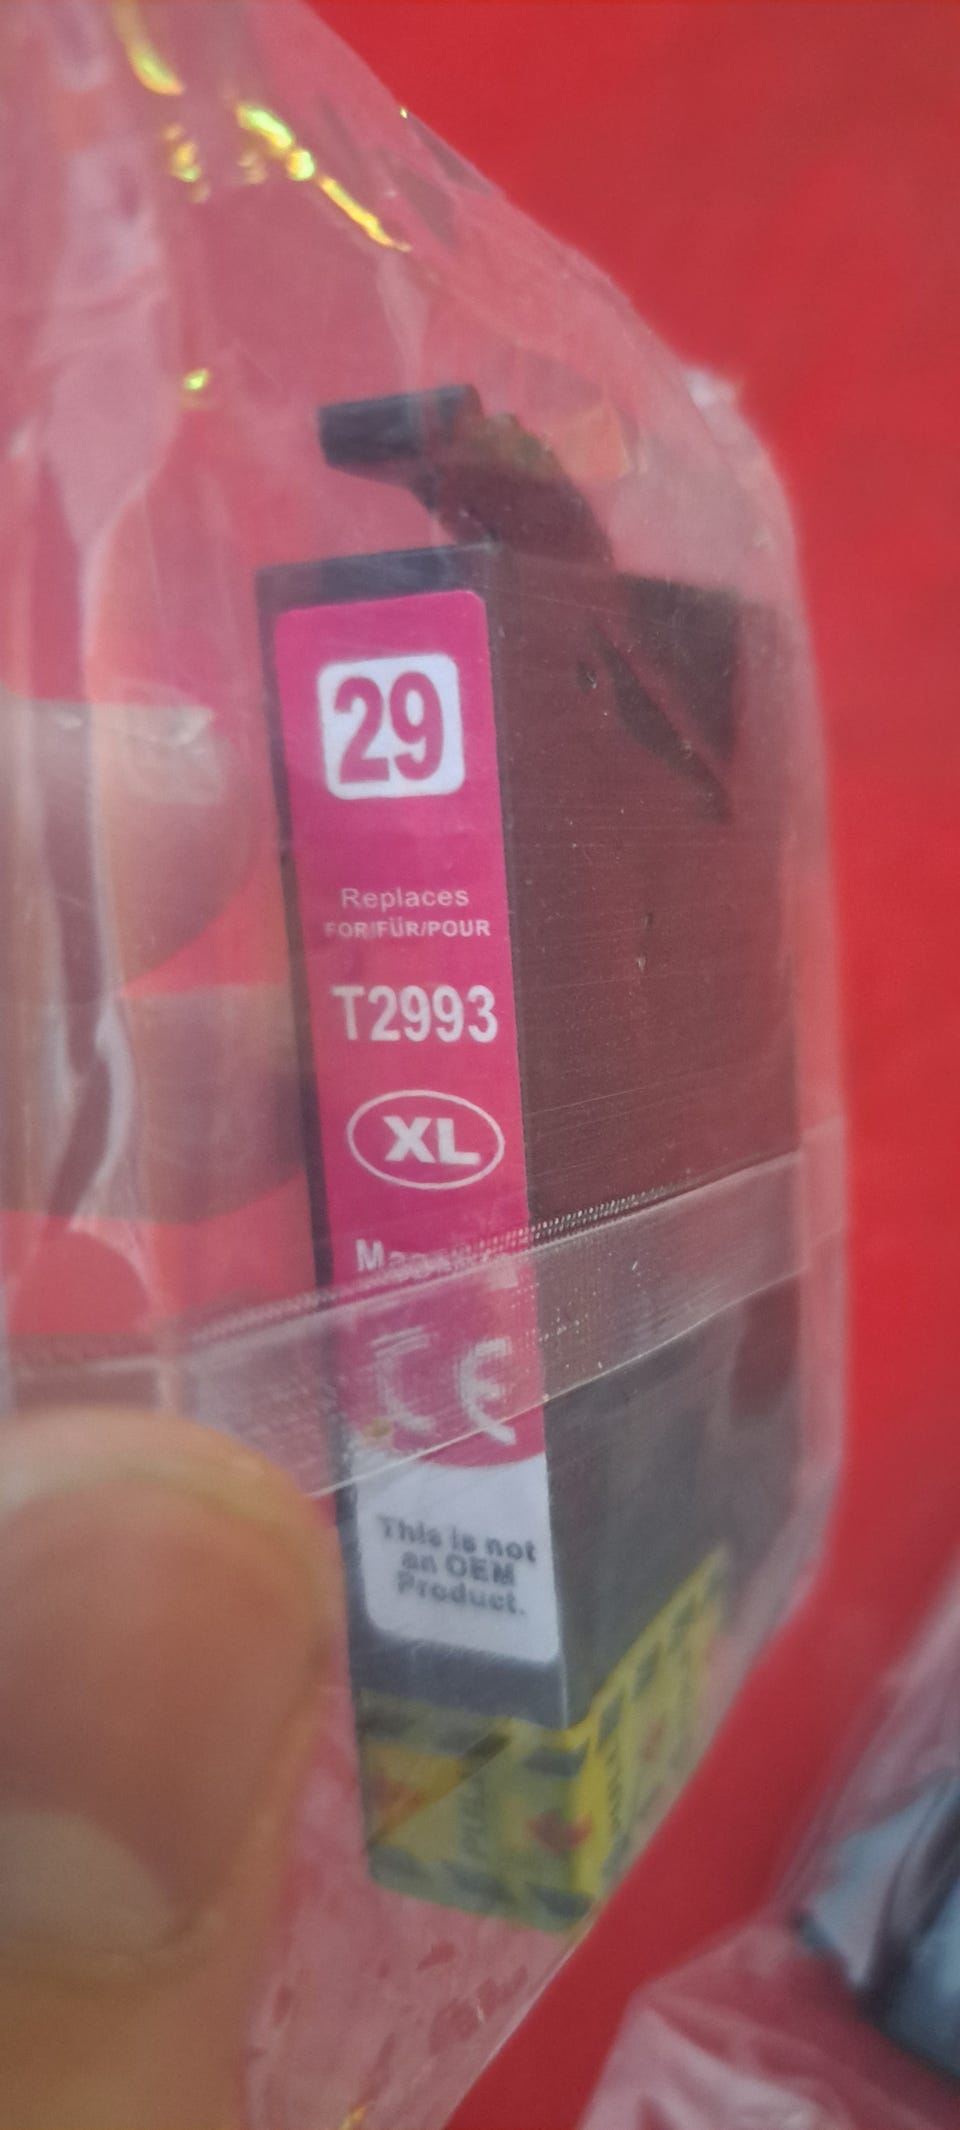 29
Replaces
FOR/FÜR/POUR
T2993
XL
CE
This is not
an OEM
Product.